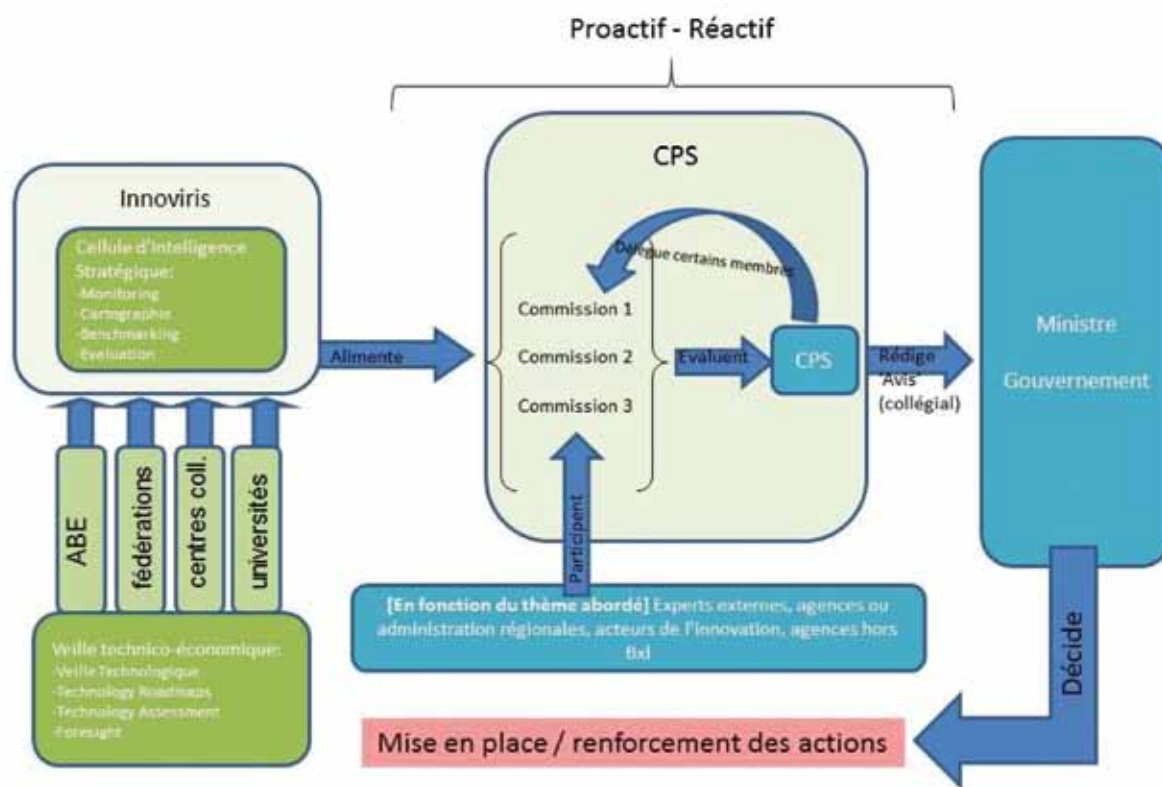 Proactif - Réactif
Innoviris
Cellule d'Intelligence
Stratégique:
-Monitoring
-Cartographie
-Benchmarking
-Evaluation
Alimente
ABE
fédérations
centres coll.
universités
Veille technico-économique:
-Veille Technologique
-Technology Roadmaps
-Technology Assessment
-Foresight
CPS
Délègue certains membres
Commission 1
Commission 2
Commission 3
Evaluent
CPS
Participent
[En fonction du thème abordé] Experts externes, agences ou
administration régionales, acteurs de l'innovation, agences hors
Bxl
Rédige
'Avis'
(collégial)
Ministre
Gouvernement
Décide
Mise en place / renforcement des actions